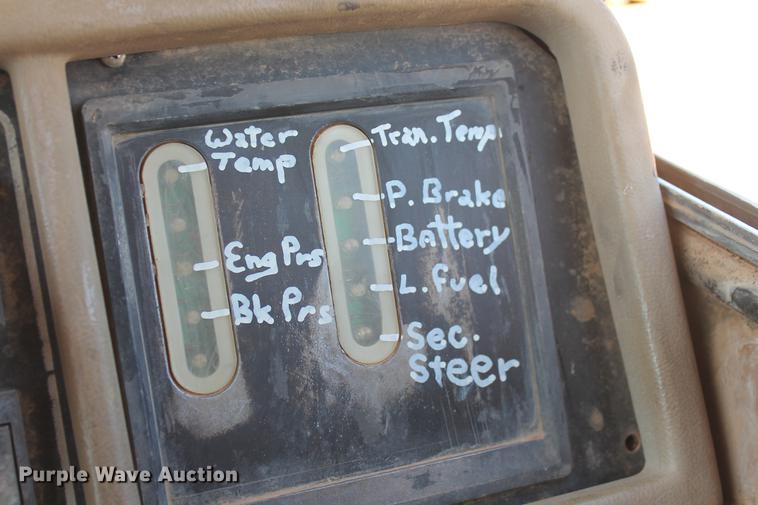 Water
Temp
Eng Prs
Bk Prs
Tran. Temp
P. Brake
Battery
L. Fuel
Sec.
Steer
Purple Wave Auction